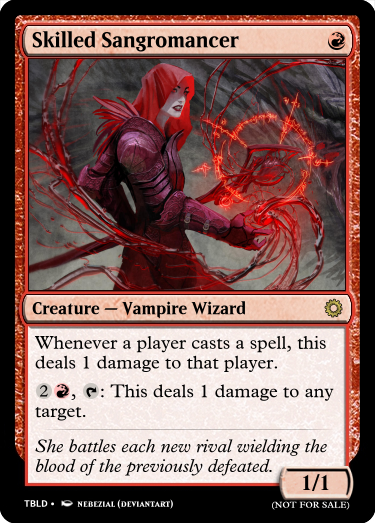 Skilled Sangromancer
Creature — Vampire Wizard
Whenever a player casts a spell, this
deals 1 damage to that player.
2, : This deals 1 damage to any
target.
She battles each new rival wielding the
blood of the previously defeated.
1/1
TBLD • NEBEZIAL (DEVIANTART)
(NOT FOR SALE)